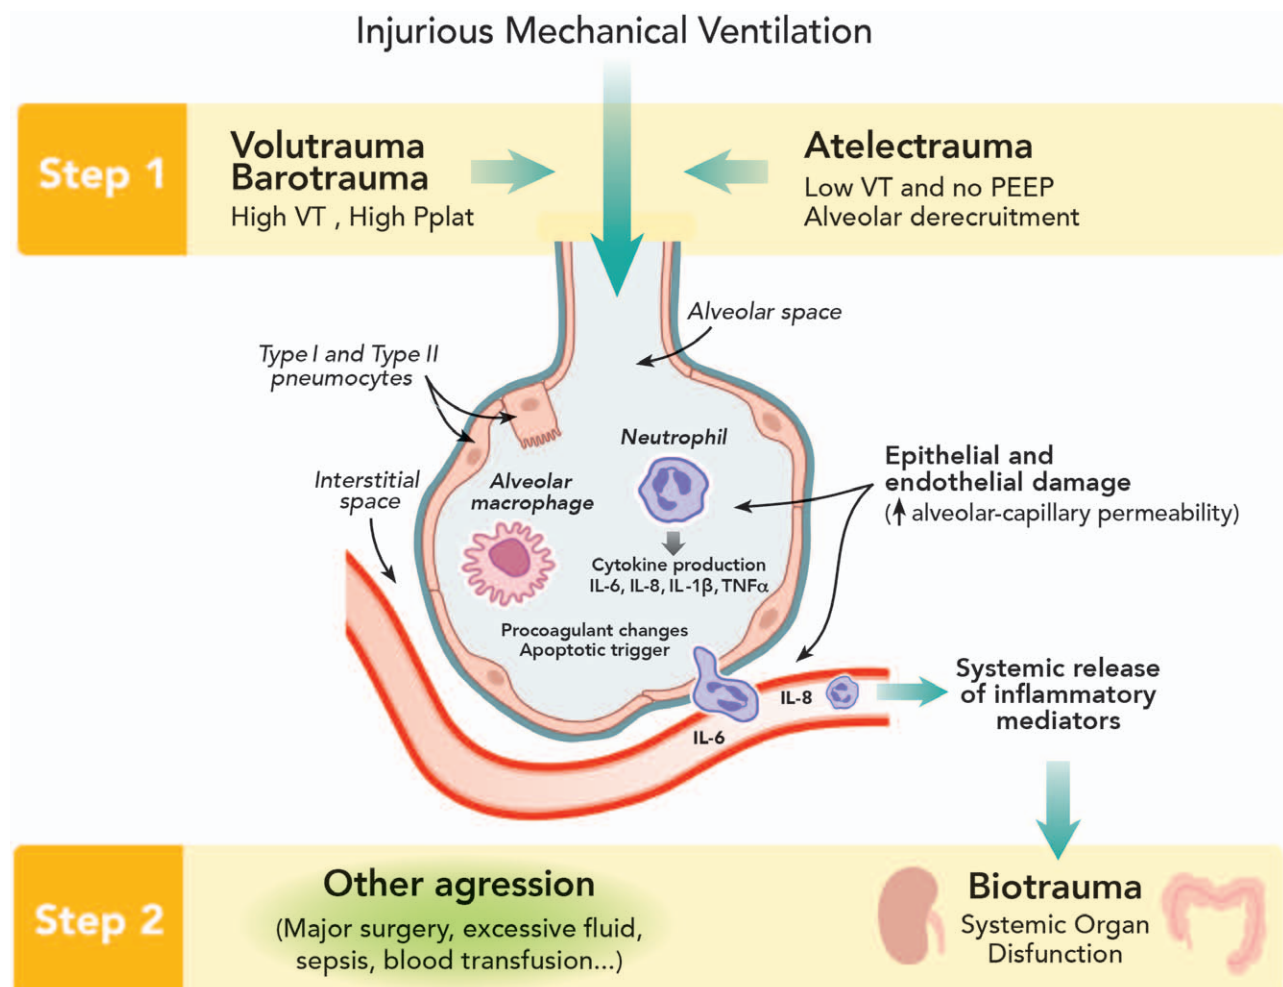 Injurious Mechanical Ventilation
Step 1
Volutrauma
Barotrauma
High VT , High Pplat
Atelectrauma
Low VT and no PEEP
Alveolar derecruitment
Alveolar space
Type I and Type II
pneumocytes
Neutrophil
Interstitial
space
Alveolar
macrophage
Epithelial and
endothelial damage
(↑ alveolar-capillary permeability)
Cytokine production
IL-6, IL-8, IL-1β, TNFα
Procoagulant changes
Apoptotic trigger
IL-8
IL-6
Systemic release
of inflammatory
mediators
Step 2
Other agression
(Major surgery, excessive fluid,
sepsis, blood transfusion...)
Biotrauma
Systemic Organ
Disfunction